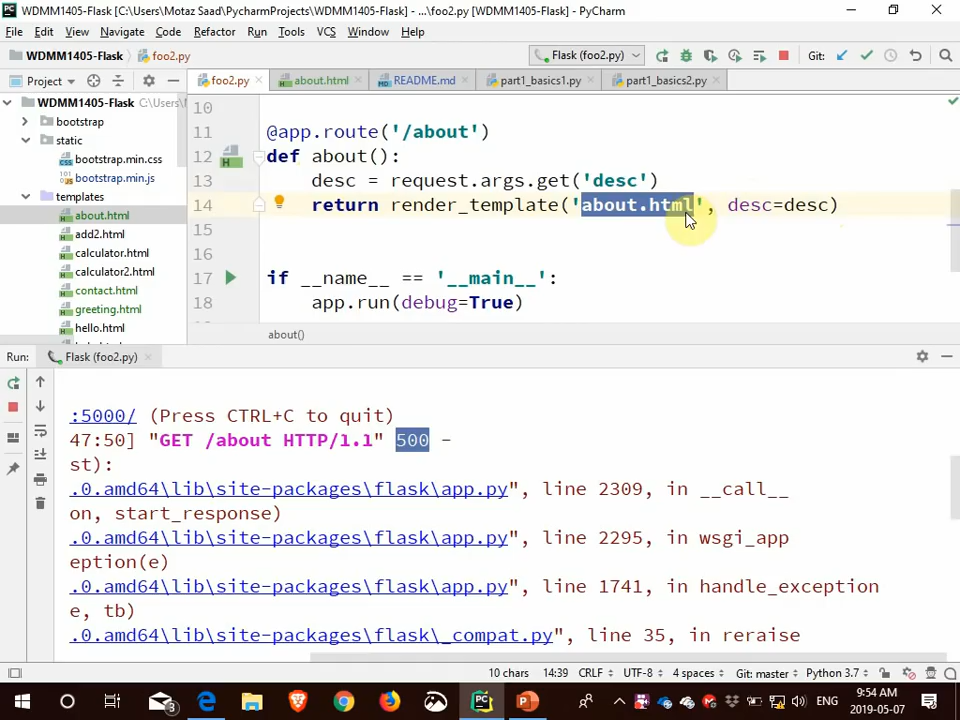 WDMM1405-Flask [C:\Users\Motaz Saad\PycharmProjects\WDMM1405-Flask] - ...\foo2.py [WDMM1405-Flask] - PyCharm
File Edit View Navigate Code Refactor Run Tools VCS Window Help
WDMM1405-Flask foo2.py Flask (foo2.py) Git:
Project foo2.py about.html README.md part1_basics1.py part1_basics2.py
WDMM1405-Flask C:\
bootstrap
static
bootstrap.min.css
bootstrap.min.js
templates
about.html
add2.html
calculator.html
calculator2.html
contact.html
greeting.html
hello.html
10
11 @app.route('/about')
12 def about():
13 desc = request.args.get('desc')
14 return render_template('about.html', desc=desc)
15
16
17 if __name__ == '__main__':
18 app.run(debug=True)
about()
Run: Flask (foo2.py)
:5000/ (Press CTRL+C to quit)
47:50] "GET /about HTTP/1.1" 500 -
st):
.0.amd64\lib\site-packages\flask\app.py", line 2309, in __call__
on, start_response)
.0.amd64\lib\site-packages\flask\app.py", line 2295, in wsgi_app
eption(e)
.0.amd64\lib\site-packages\flask\app.py", line 1741, in handle_exception
e, tb)
.0.amd64\lib\site-packages\flask\_compat.py", line 35, in reraise
10 chars 14:39 CRLF UTF-8 4 spaces Git: master Python 3.7
3 ENG 9:54 AM
2019-05-07